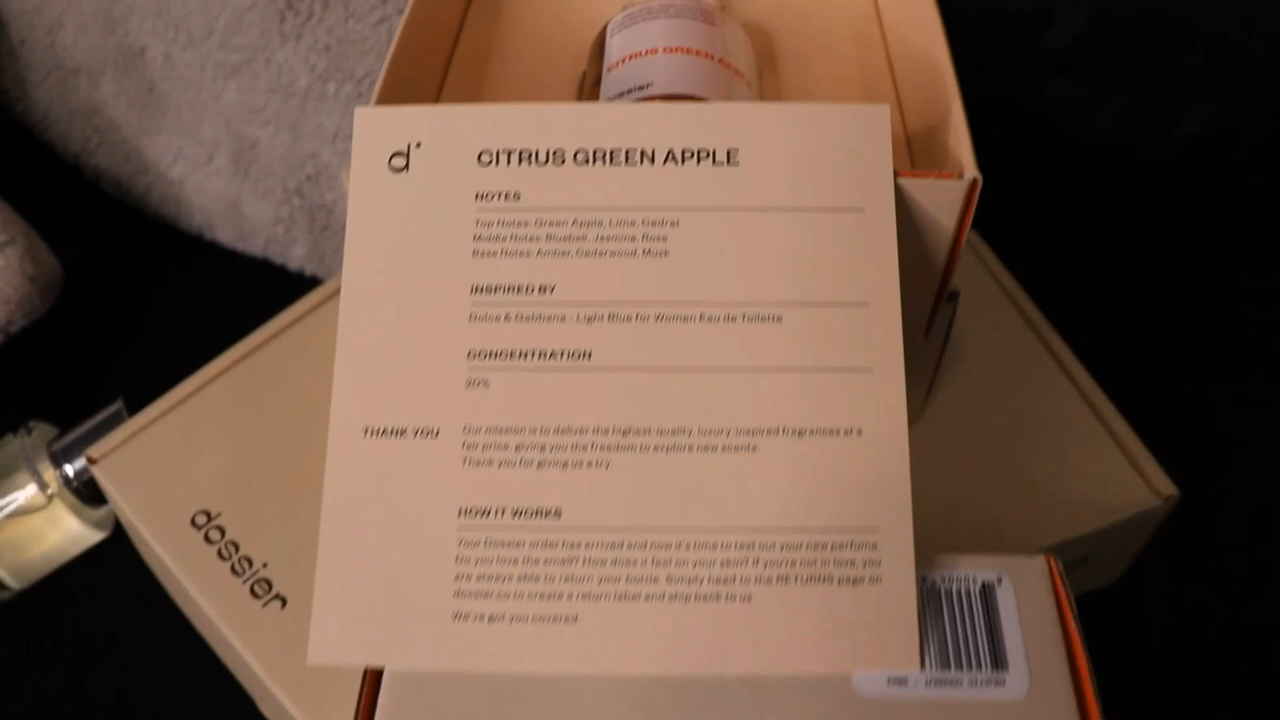 CITRUS GREEN APPLE
dossier
d'
CITRUS GREEN APPLE
NOTES
Top Notes: Green Apple, Lime, Cedrat
Middle Notes: Bluebell, Jasmine, Rose
Base Notes: Amber, Cedarwood, Musk
INSPIRED BY
Dolce & Gabbana - Light Blue for Women Eau de Toilette
CONCENTRATION
20%
THANK YOU
Our mission is to deliver the highest-quality, luxury-inspired fragrances at a
fair price, giving you the freedom to explore new scents.
Thank you for giving us a try.
HOW IT WORKS
Your Dossier order has arrived and now it's time to test out your new perfume.
Do you love the smell? How does it feel on your skin? If you're not in love, you
are always able to return your bottle. Simply head to the RETURNS page on
dossier.co to create a return label and ship back to us.
We've got you covered.
dossier